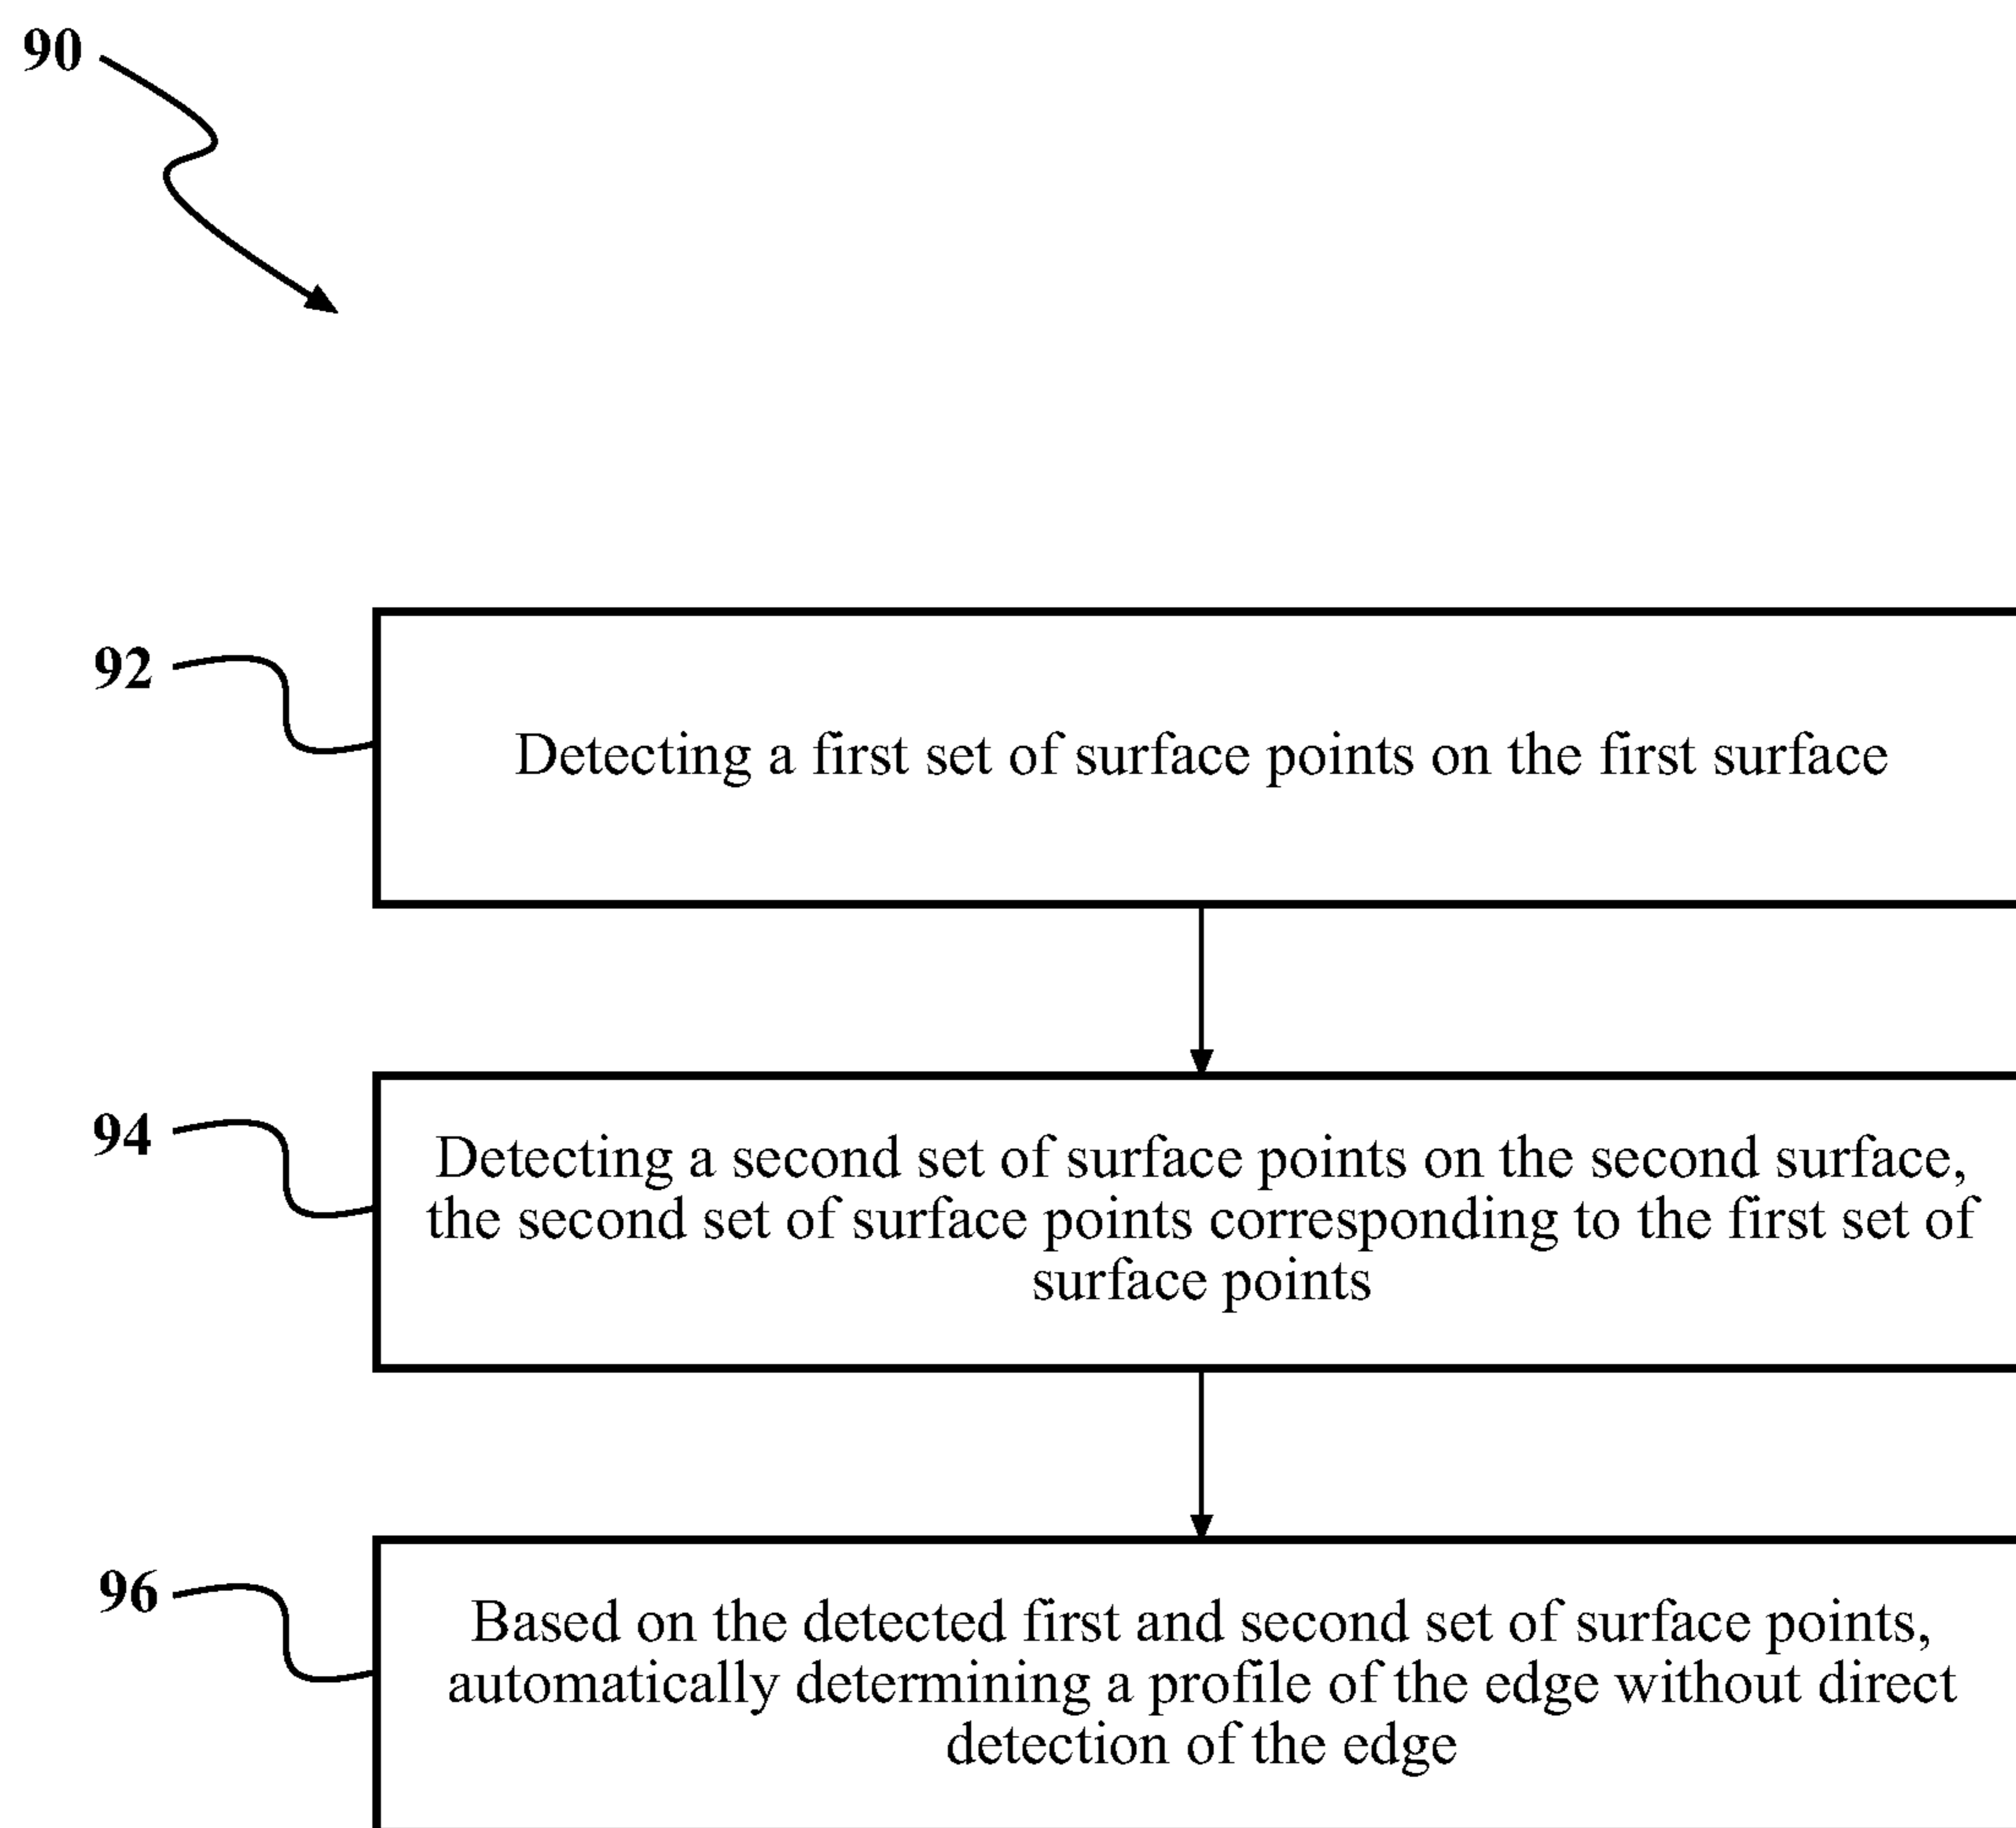 90
92
Detecting a first set of surface points on the first surface
94
Detecting a second set of surface points on the second surface,
the second set of surface points corresponding to the first set of
surface points
96
Based on the detected first and second set of surface points,
automatically determining a profile of the edge without direct
detection of the edge